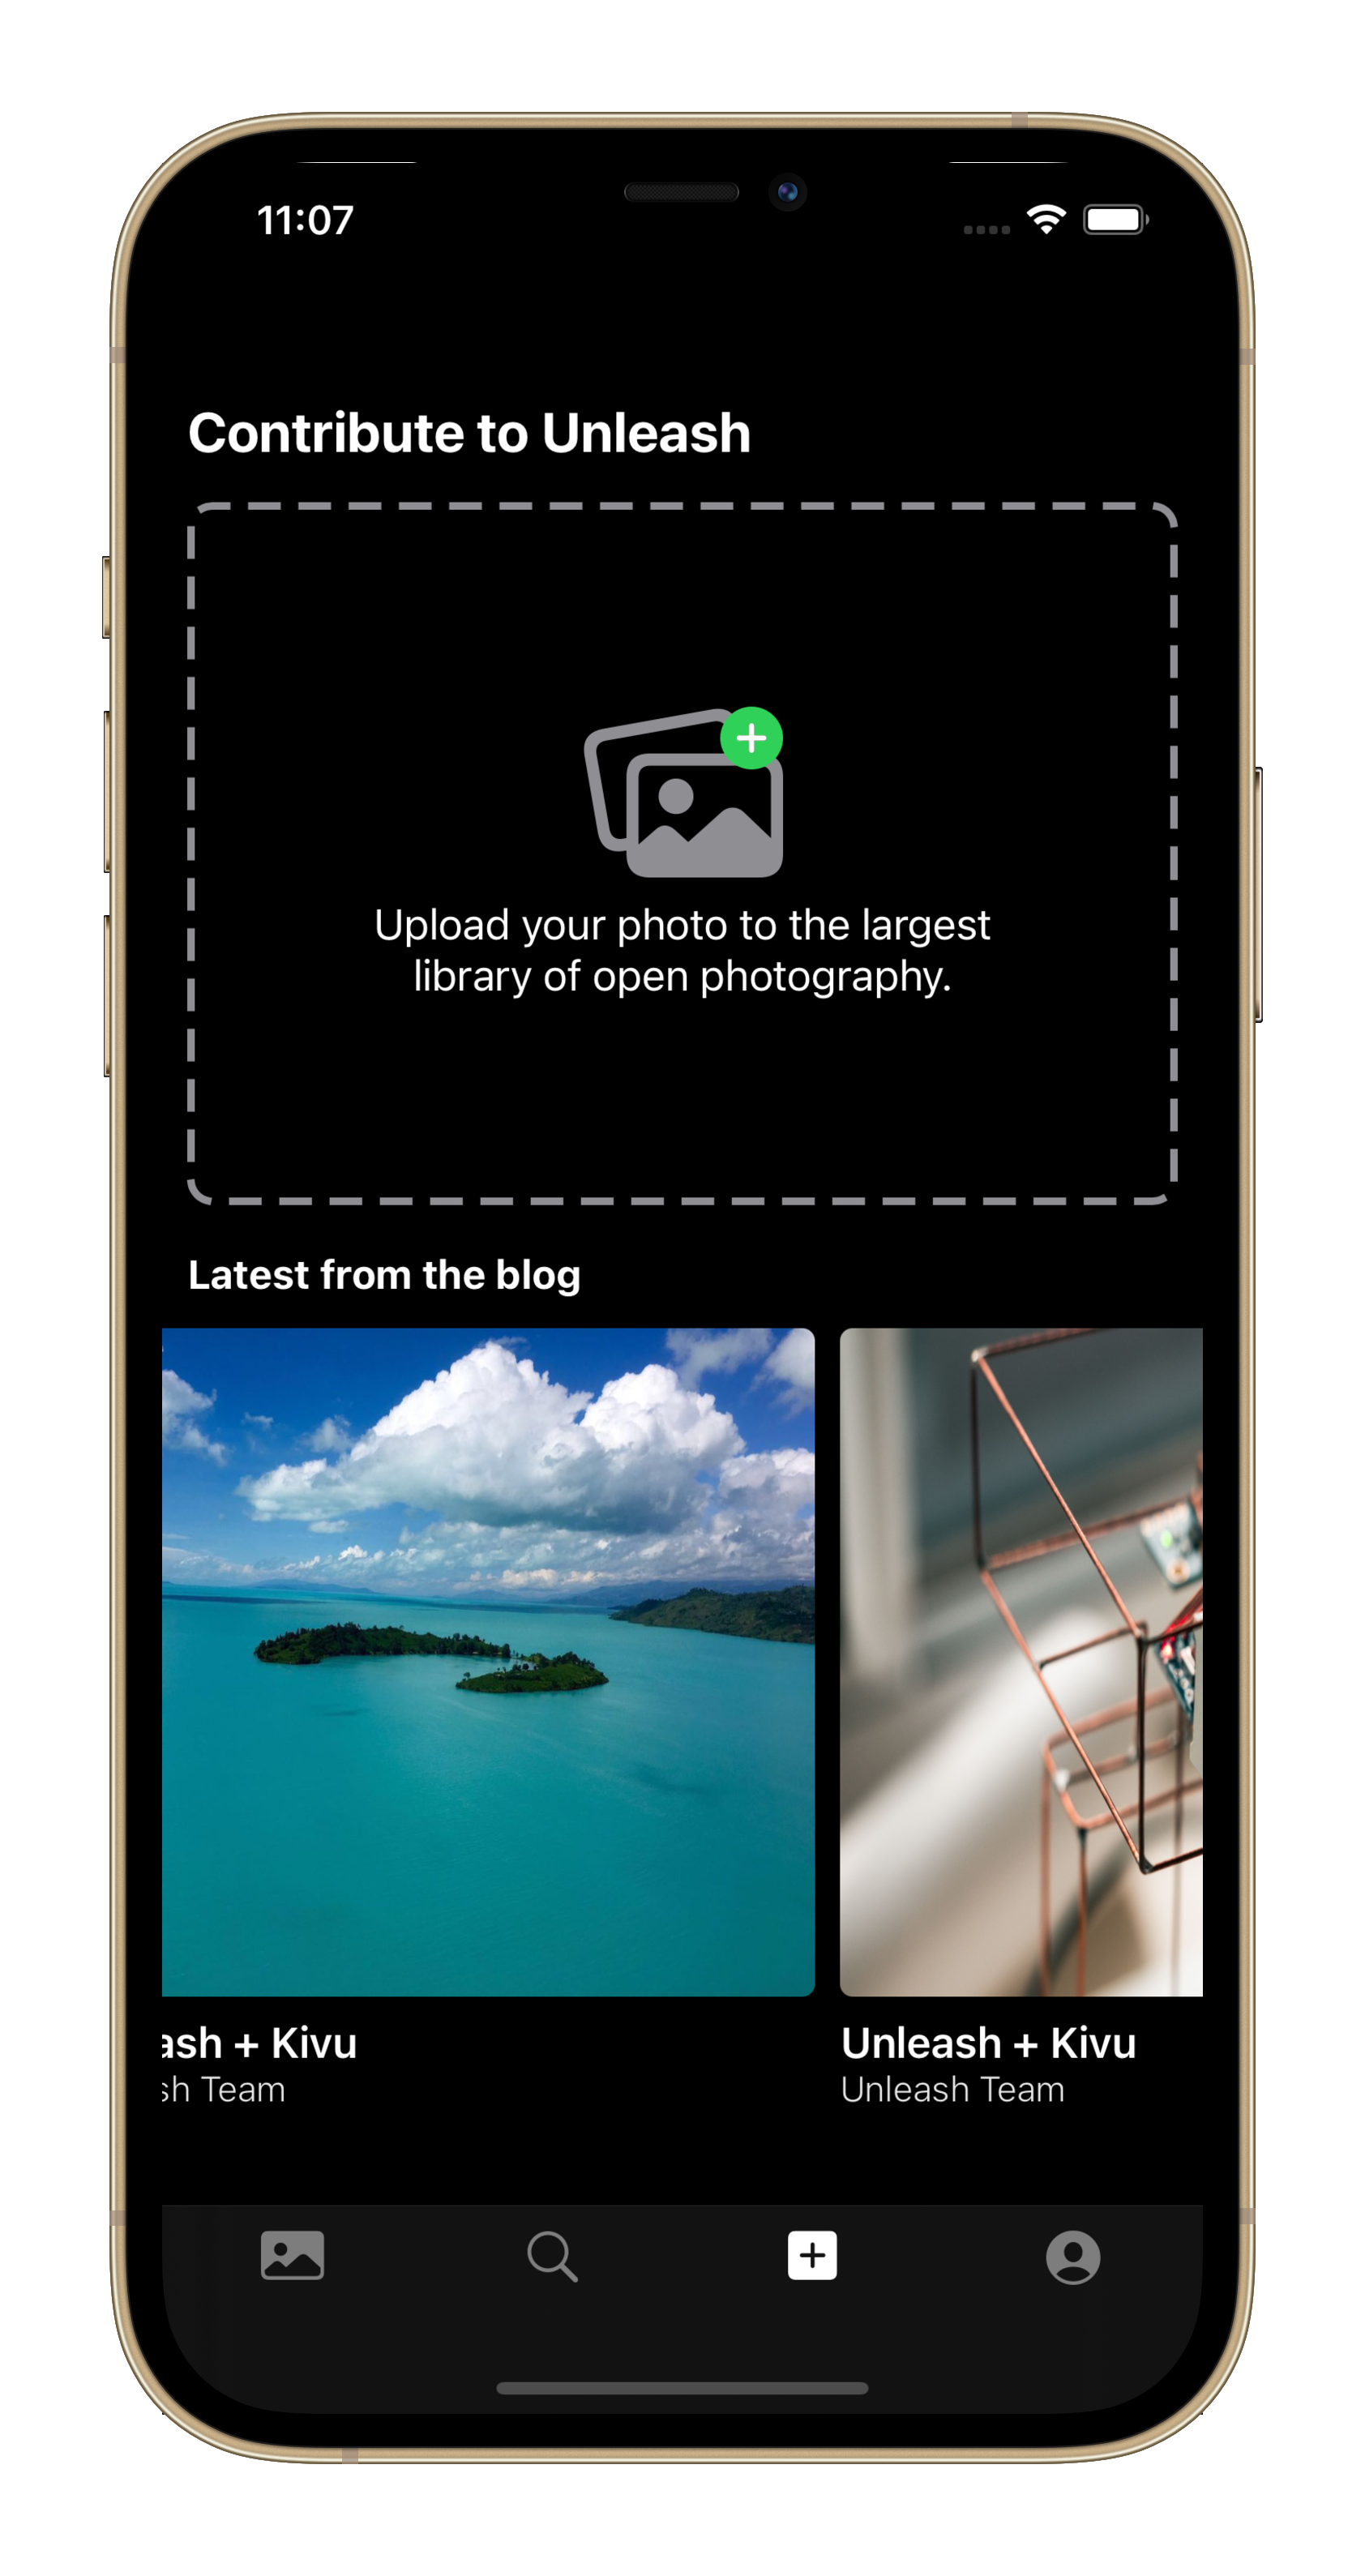 11:07
Contribute to Unleash
Upload your photo to the largest
library of open photography.
Latest from the blog
ash + Kivu
sh Team
Unleash + Kivu
Unleash Team